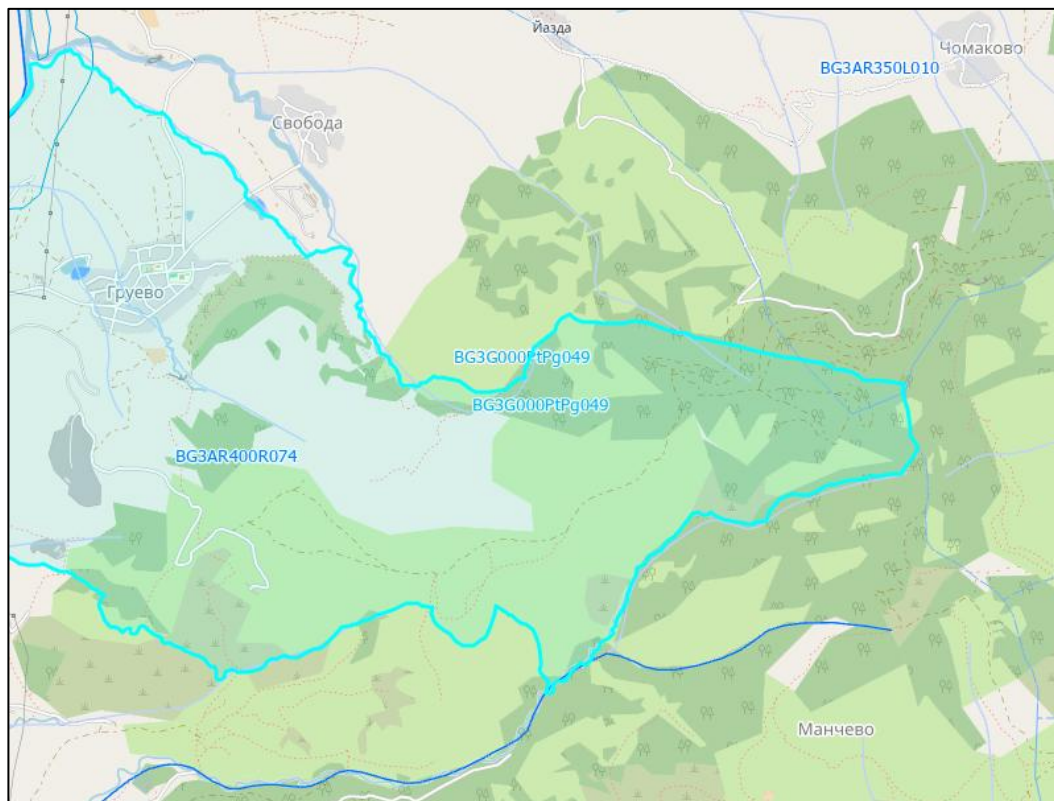 Йазда
Чомаково
BG3AR350L010
Свобода
Груево
BG3G000PtPg049
BG3G000PtPg049
BG3AR400R074
Манчево